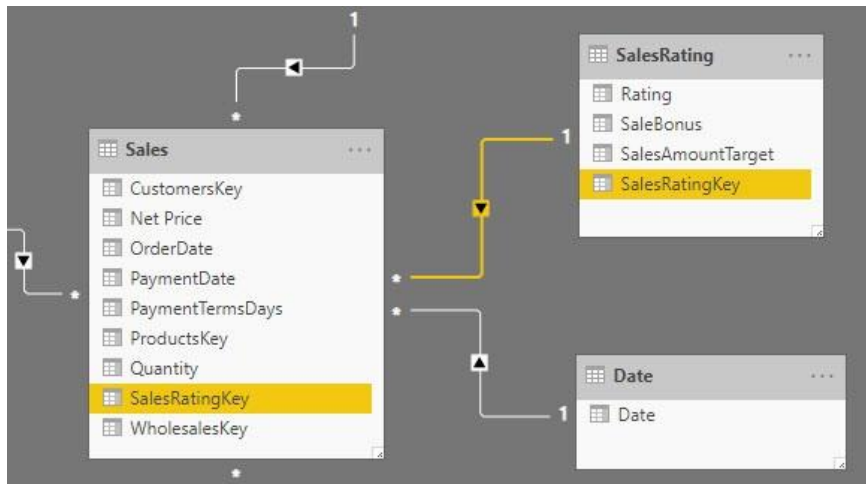 1
*
Sales
CustomersKey
Net Price
OrderDate
PaymentDate
PaymentTermsDays
ProductsKey
Quantity
SalesRatingKey
WholesalesKey
*
*
*
*
1
SalesRating
Rating
SaleBonus
SalesAmountTarget
SalesRatingKey
1
Date
Date